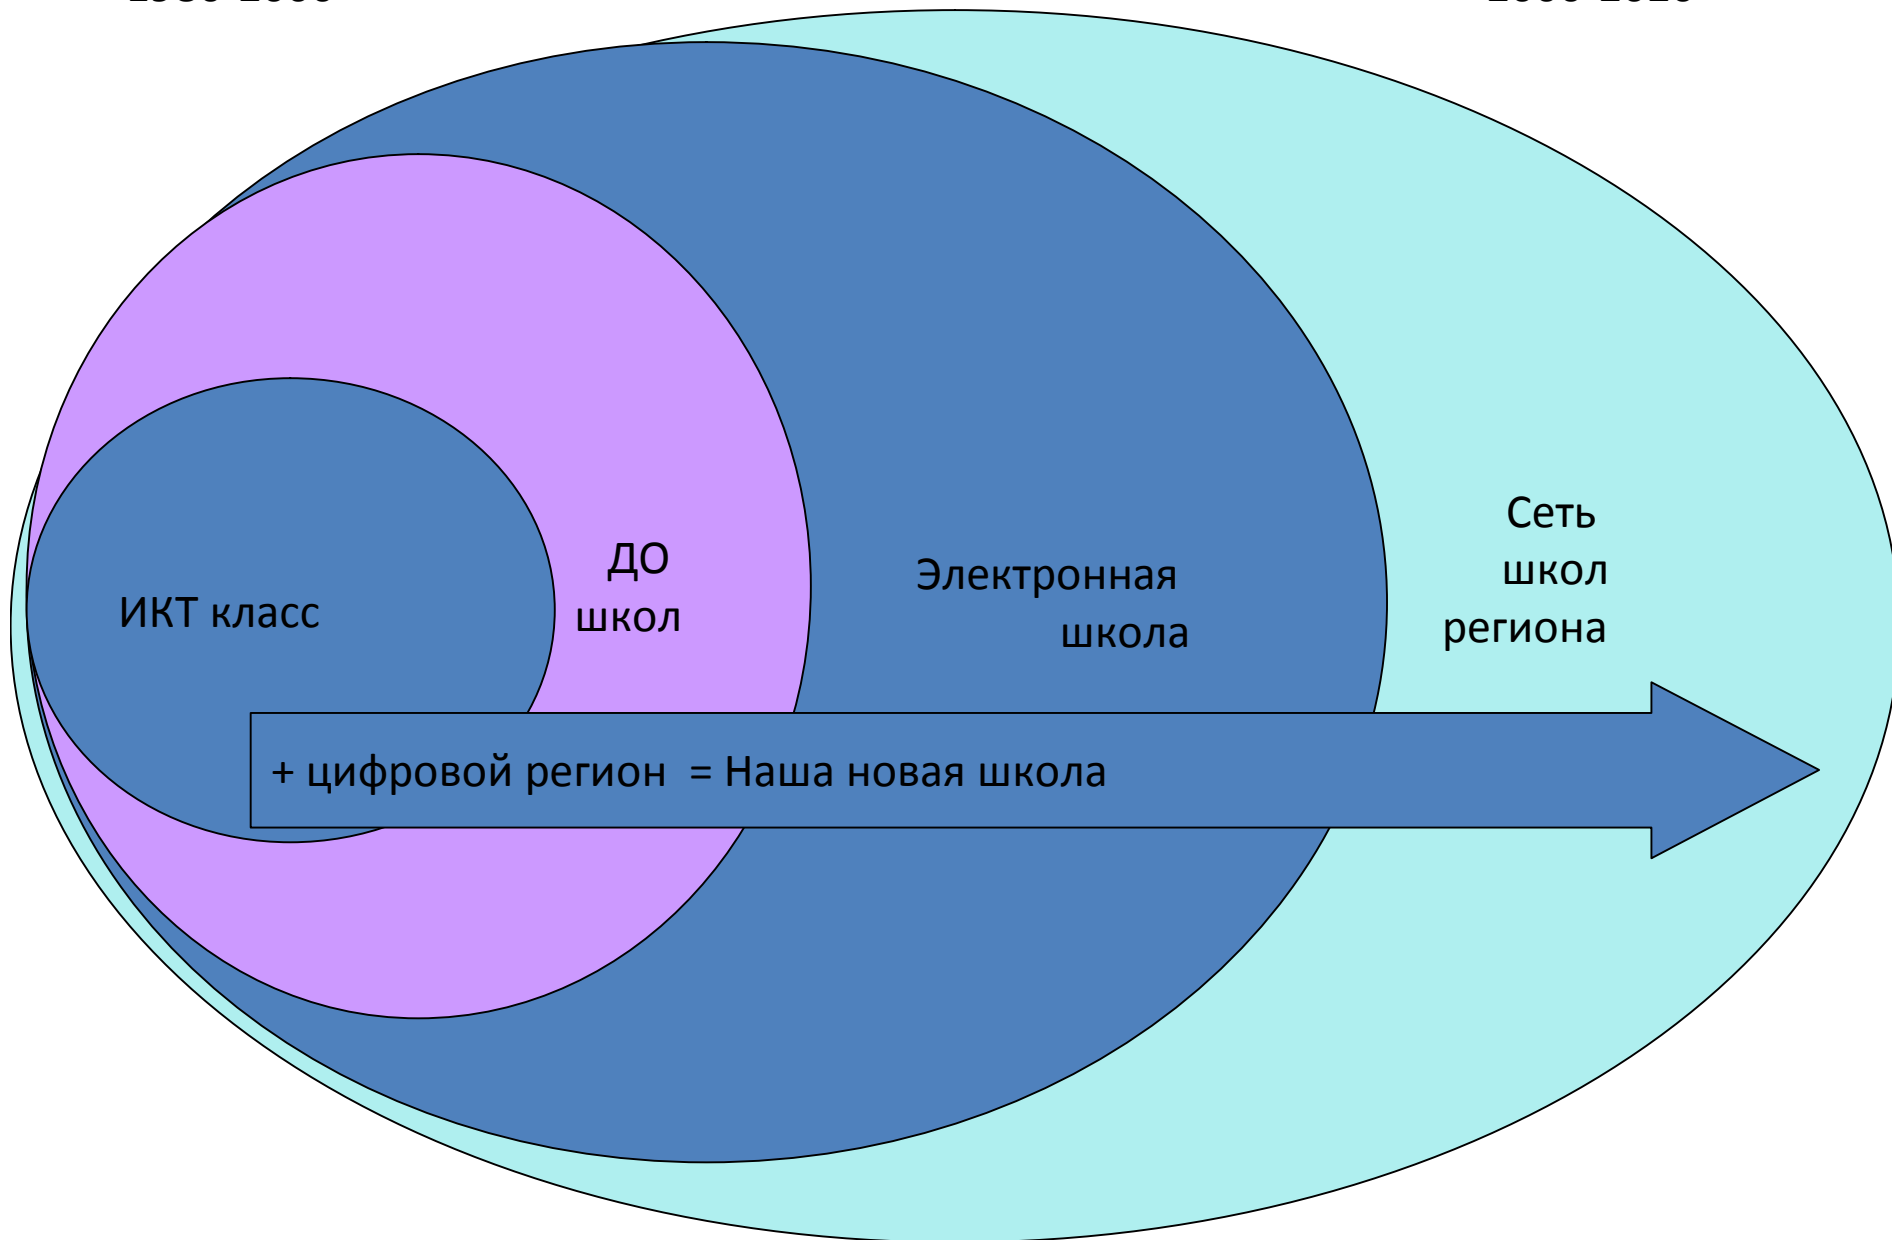 ИКТ класс
ДО
школ
Электронная
школа
Сеть
школ
региона
+ цифровой регион = Наша новая школа